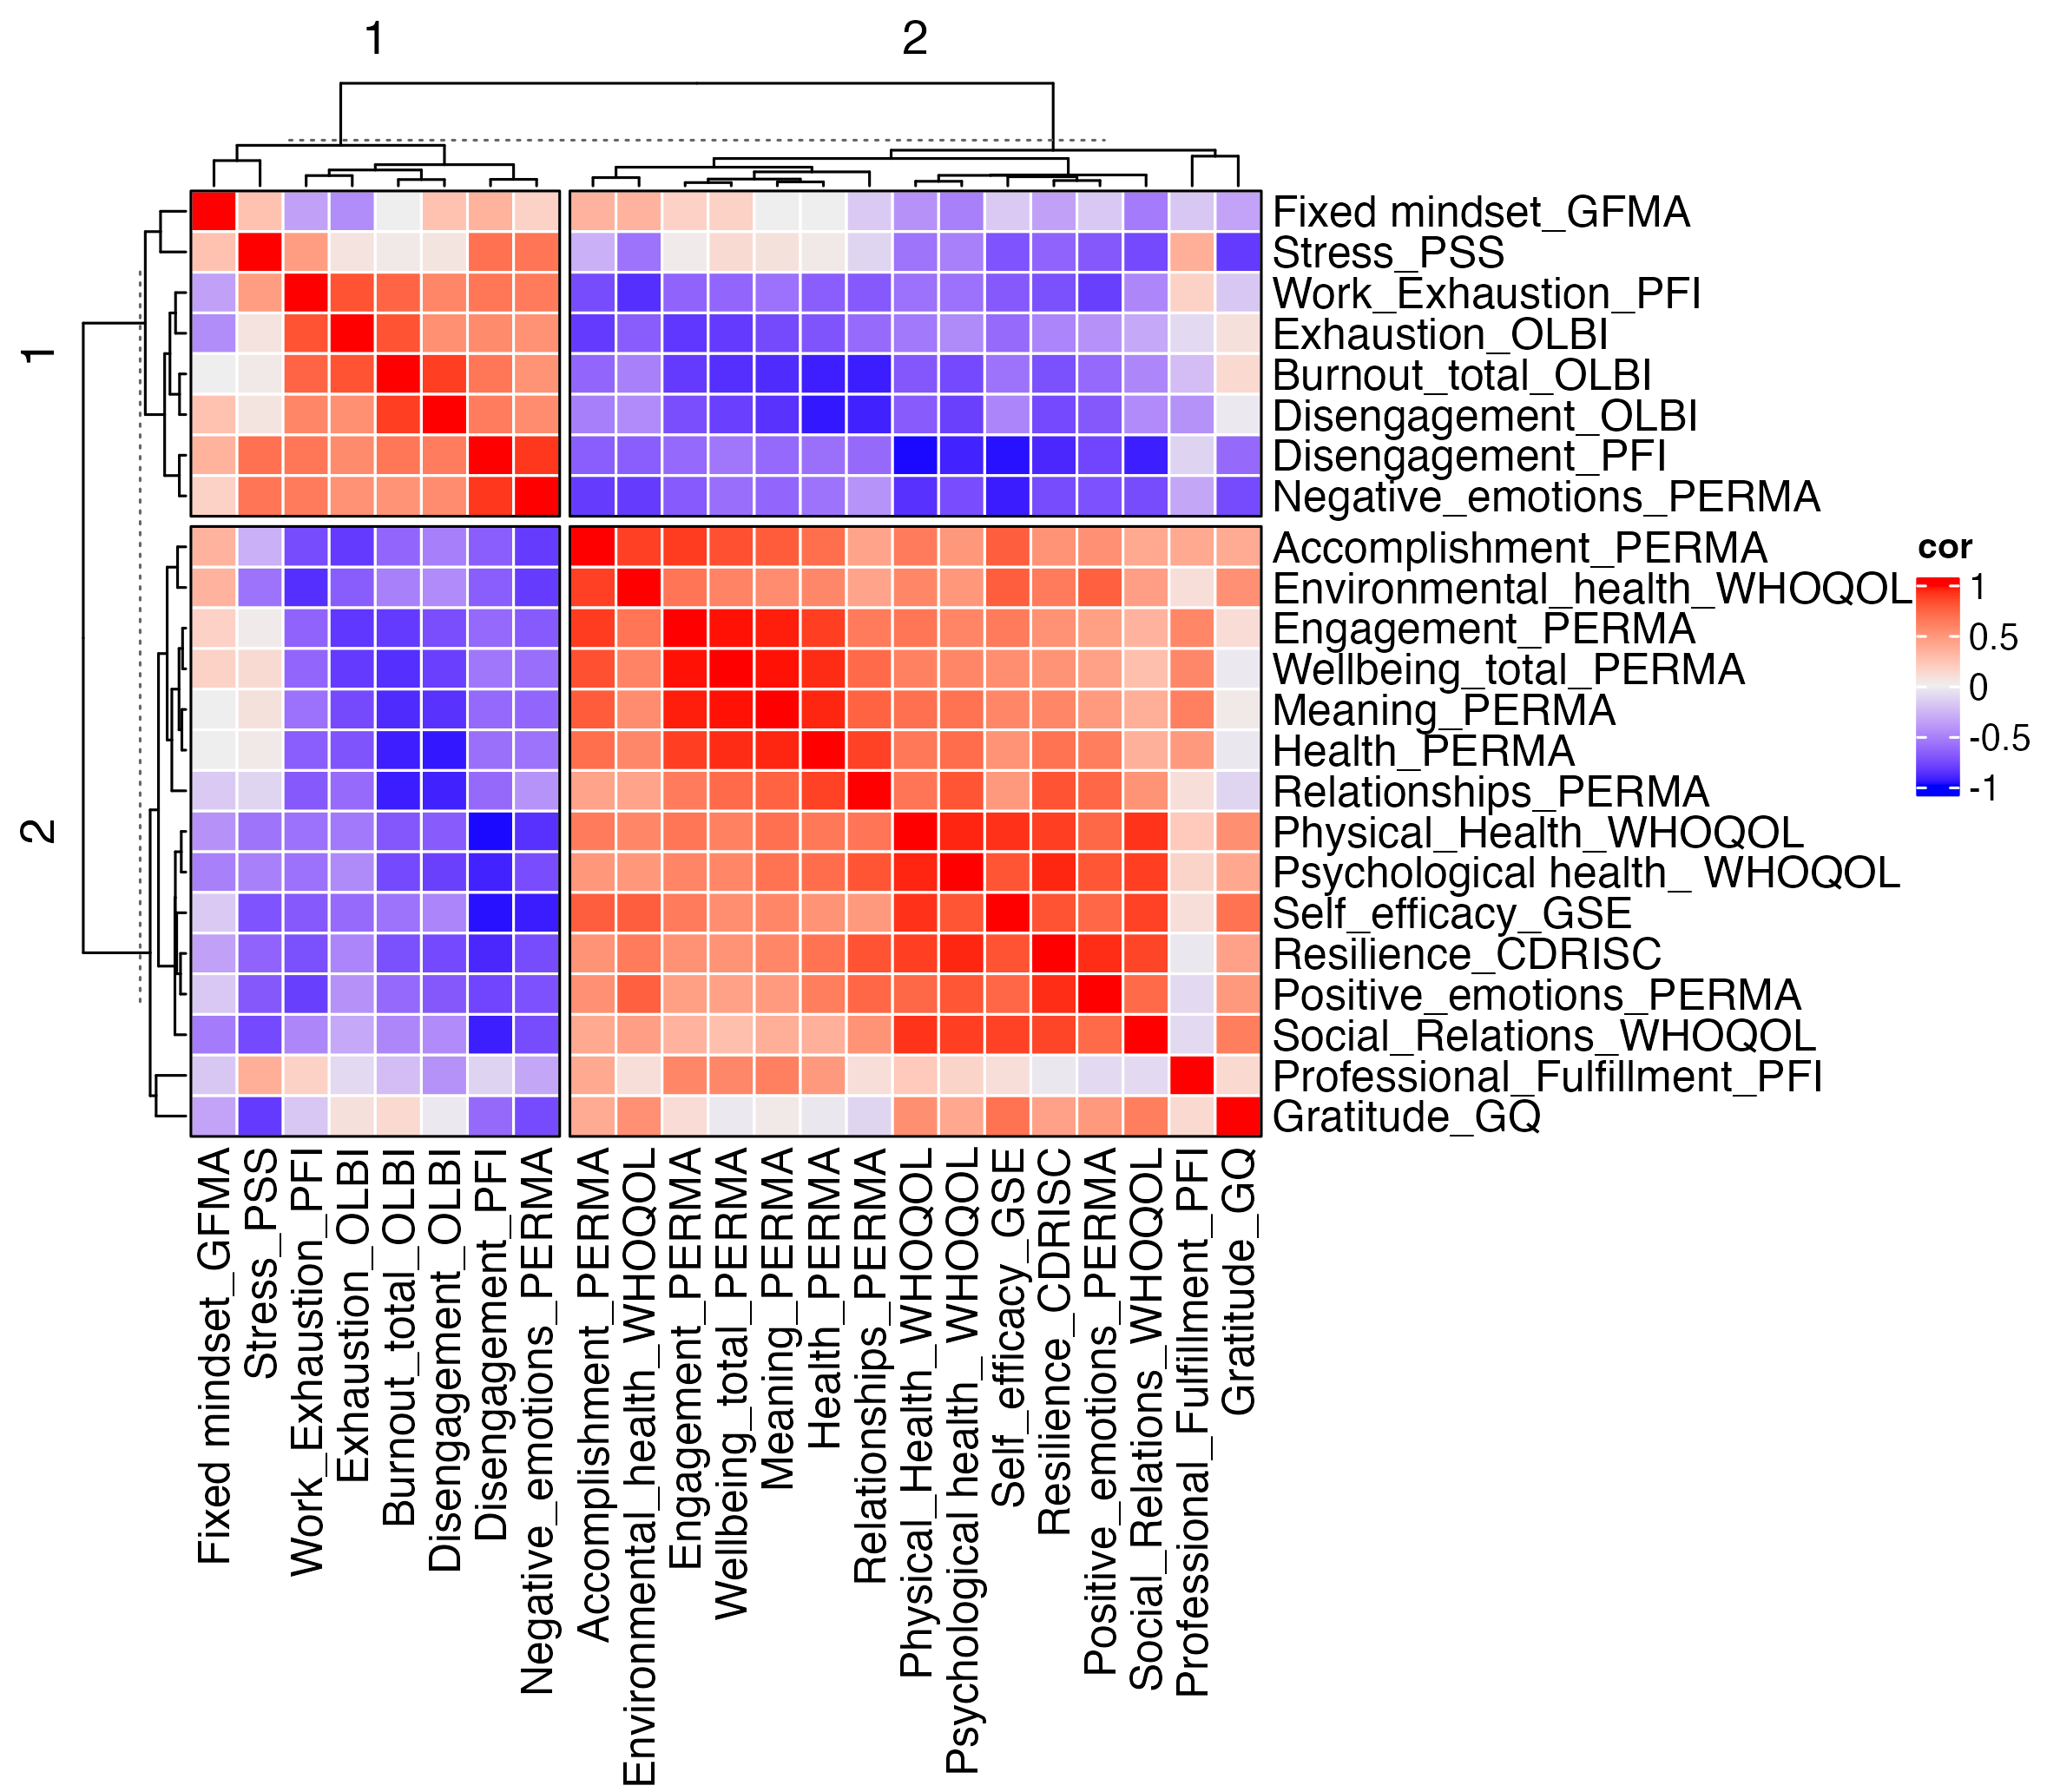 1
2
1
2
Fixed mindset_GFMA
Stress_PSS
Work_Exhaustion_PFI
Exhaustion_OLBI
Burnout_total_OLBI
Disengagement_OLBI
Disengagement_PFI
Negative_emotions_PERMA
Accomplishment_PERMA
Environmental_health_WHOQOL
Engagement_PERMA
Wellbeing_total_PERMA
Meaning_PERMA
Health_PERMA
Relationships_PERMA
Physical_Health_WHOQOL
Psychological health_ WHOQOL
Self_efficacy_GSE
Resilience_CDRISC
Positive_emotions_PERMA
Social_Relations_WHOQOL
Professional_Fulfillment_PFI
Gratitude_GQ
cor
1
0.5
0
-0.5
-1
Fixed mindset_GFMA
Stress_PSS
Work_Exhaustion_PFI
Exhaustion_OLBI
Burnout_total_OLBI
Disengagement_OLBI
Disengagement_PFI
Negative_emotions_PERMA
Accomplishment_PERMA
Environmental_health_WHOQOL
Engagement_PERMA
Wellbeing_total_PERMA
Meaning_PERMA
Health_PERMA
Relationships_PERMA
Physical_Health_WHOQOL
Psychological health_ WHOQOL
Self_efficacy_GSE
Resilience_CDRISC
Positive_emotions_PERMA
Social_Relations_WHOQOL
Professional_Fulfillment_PFI
Gratitude_GQ